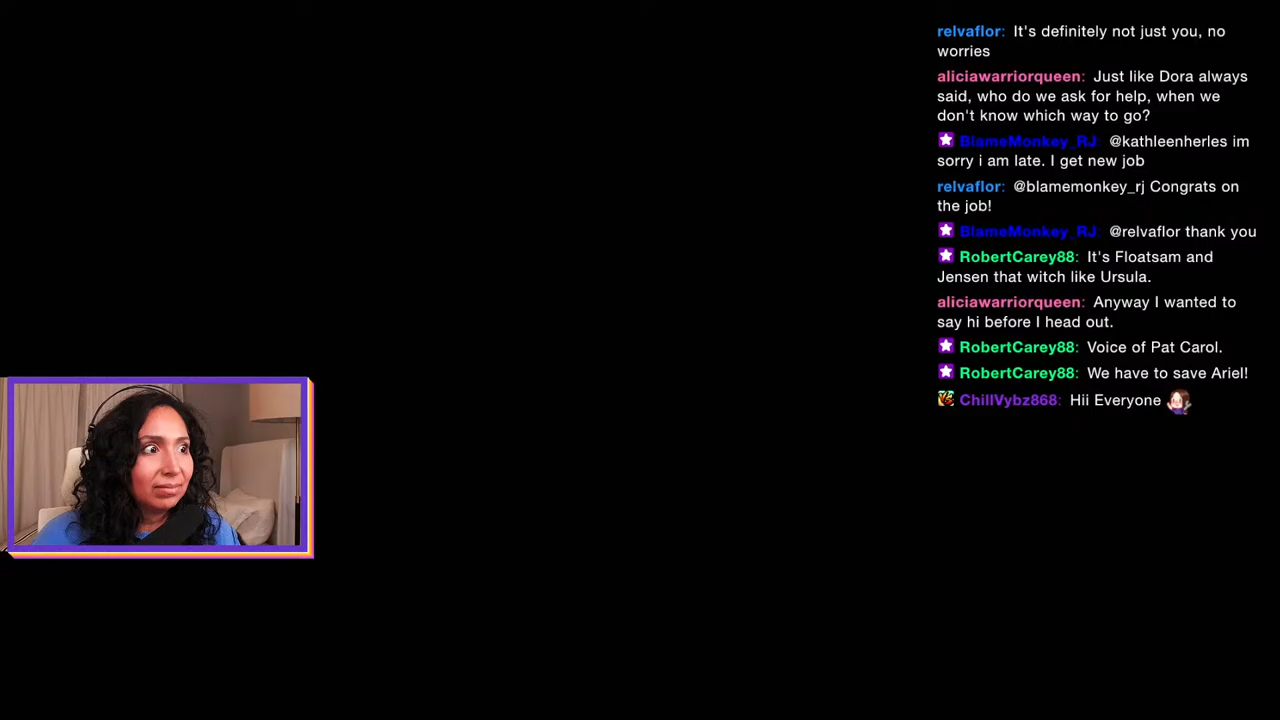 relvaflor: It's definitely not just you, no
worries
aliciawarriorqueen: Just like Dora always
said, who do we ask for help, when we
don't know which way to go?
BlameMonkey_RJ: @kathleenherles im
sorry i am late. I get new job
relvaflor: @blamemonkey_rj Congrats on
the job!
BlameMonkey_RJ: @relvaflor thank you
RobertCarey88: It's Floatsam and
Jensen that witch like Ursula.
aliciawarriorqueen: Anyway I wanted to
say hi before I head out.
RobertCarey88: Voice of Pat Carol.
RobertCarey88: We have to save Ariel!
ChillVybz868: Hii Everyone